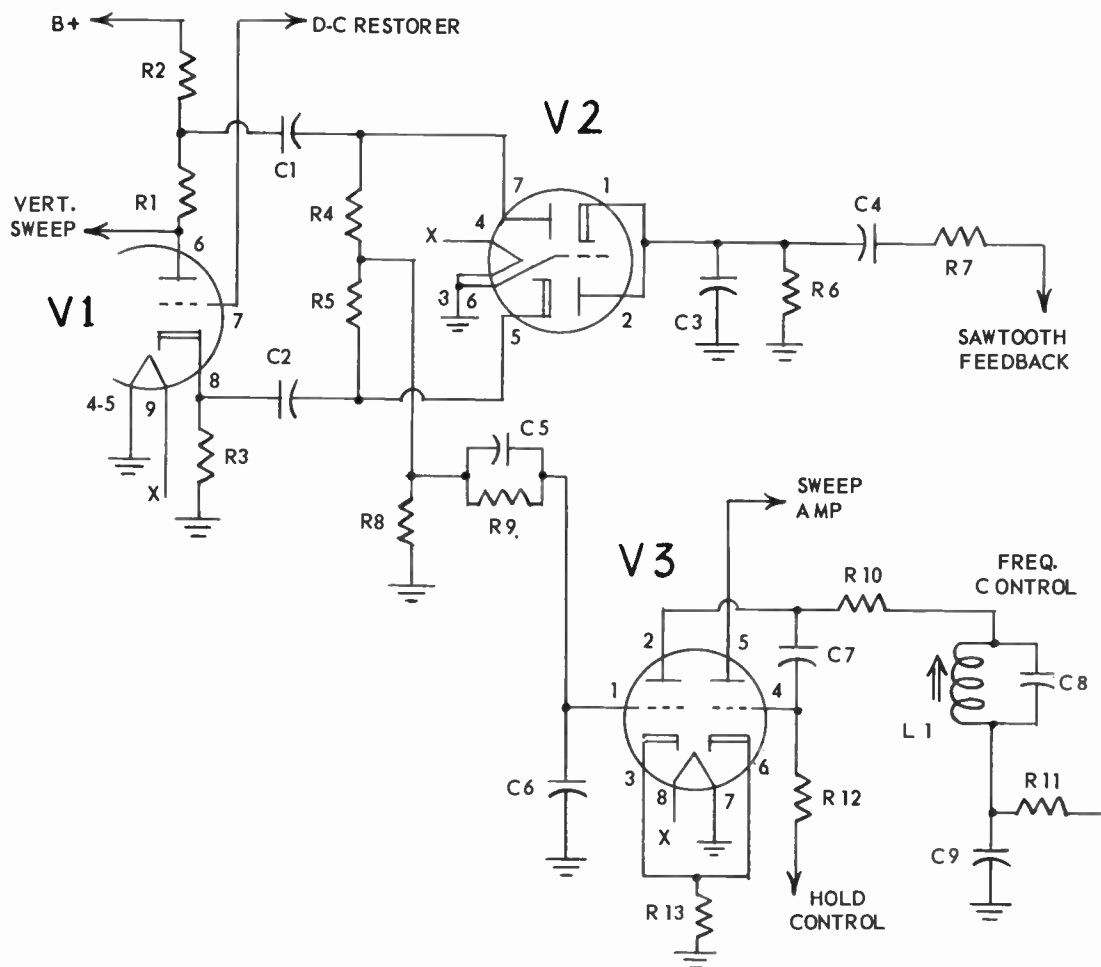 B+
D-C RESTORER
R2
V2
C1
R1
VERT.
SWEEP
R4
7
1
4
X
C4
6
V1
7
R5
3
6
5
2
C3
R6
R7
SAWTOOTH
FEEDBACK
8
C2
4-5
9
X
R3
C5
R9.
R8
SWEEP
AMP
V3
R10
FREQ.
CONTROL
2
5
C7
1
4
C8
L1
3
6
8
7
X
C6
R12
R11
C9
R13
HOLD
CONTROL